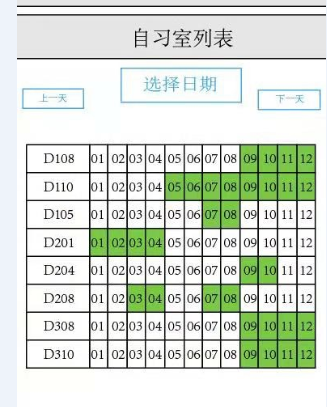 自习室列表
选择日期
上一天
下一天
D108 01 02 03 04 05 06 07 08 09 10 11 12
D110 01 02 03 04 05 06 07 08 09 10 11 12
D105 01 02 03 04 05 06 07 08 09 10 11 12
D201 01 02 03 04 05 06 07 08 09 10 11 12
D204 01 02 03 04 05 06 07 08 09 10 11 12
D208 01 02 03 04 05 06 07 08 09 10 11 12
D308 01 02 03 04 05 06 07 08 09 10 11 12
D310 01 02 03 04 05 06 07 08 09 10 11 12